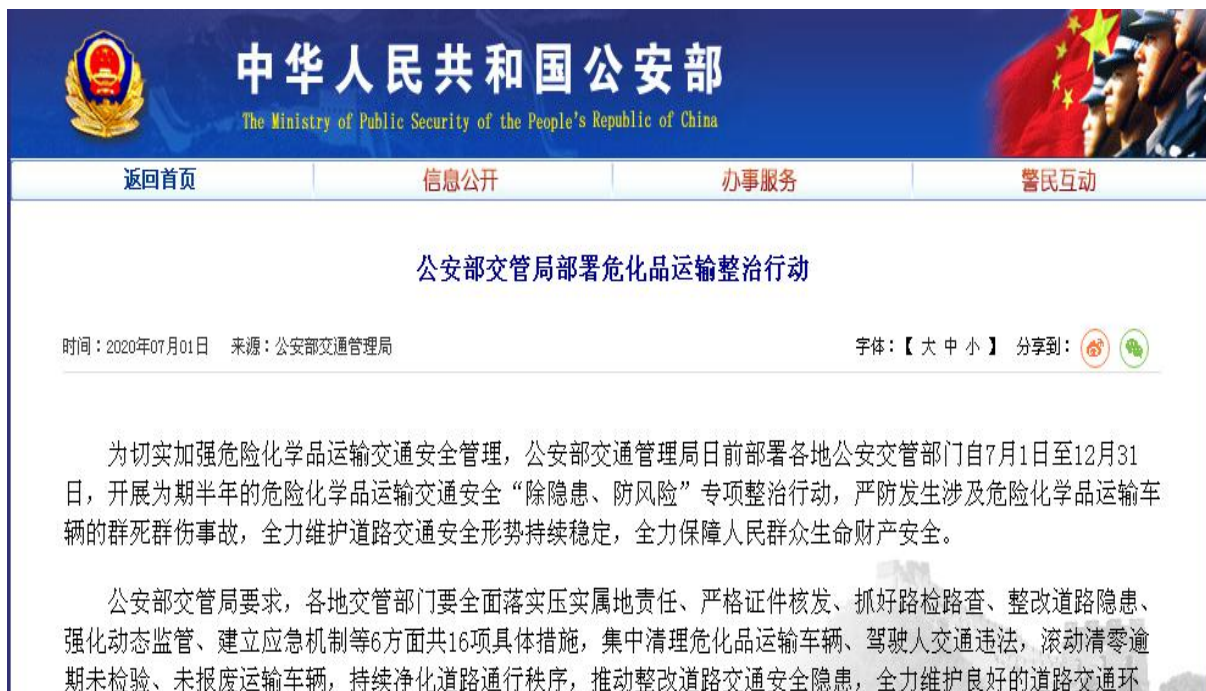 中华人民共和国公安部
The Ministry of Public Security of the People's Republic of China
返回首页 信息公开 办事服务 警民互动
公安部交管局部署危化品运输整治行动
时间：2020年07月01日 来源：公安部交通管理局 字体：【 大 中 小 】 分享到：
为切实加强危险化学品运输交通安全管理，公安部交通管理局日前部署各地公安交管部门自7月1日至12月31
日，开展为期半年的危险化学品运输交通安全“除隐患、防风险”专项整治行动，严防发生涉及危险化学品运输车
辆的群死群伤事故，全力维护道路交通安全形势持续稳定，全力保障人民群众生命财产安全。
公安部交管局要求，各地交管部门要全面落实压实属地责任、严格证件核发、抓好路检路查、整改道路隐患、
强化动态监管、建立应急机制等6方面共16项具体措施，集中清理危化品运输车辆、驾驶人交通违法，滚动清零逾
期未检验、未报废运输车辆，持续净化道路通行秩序，推动整改道路交通安全隐患，全力维护良好的道路交通环